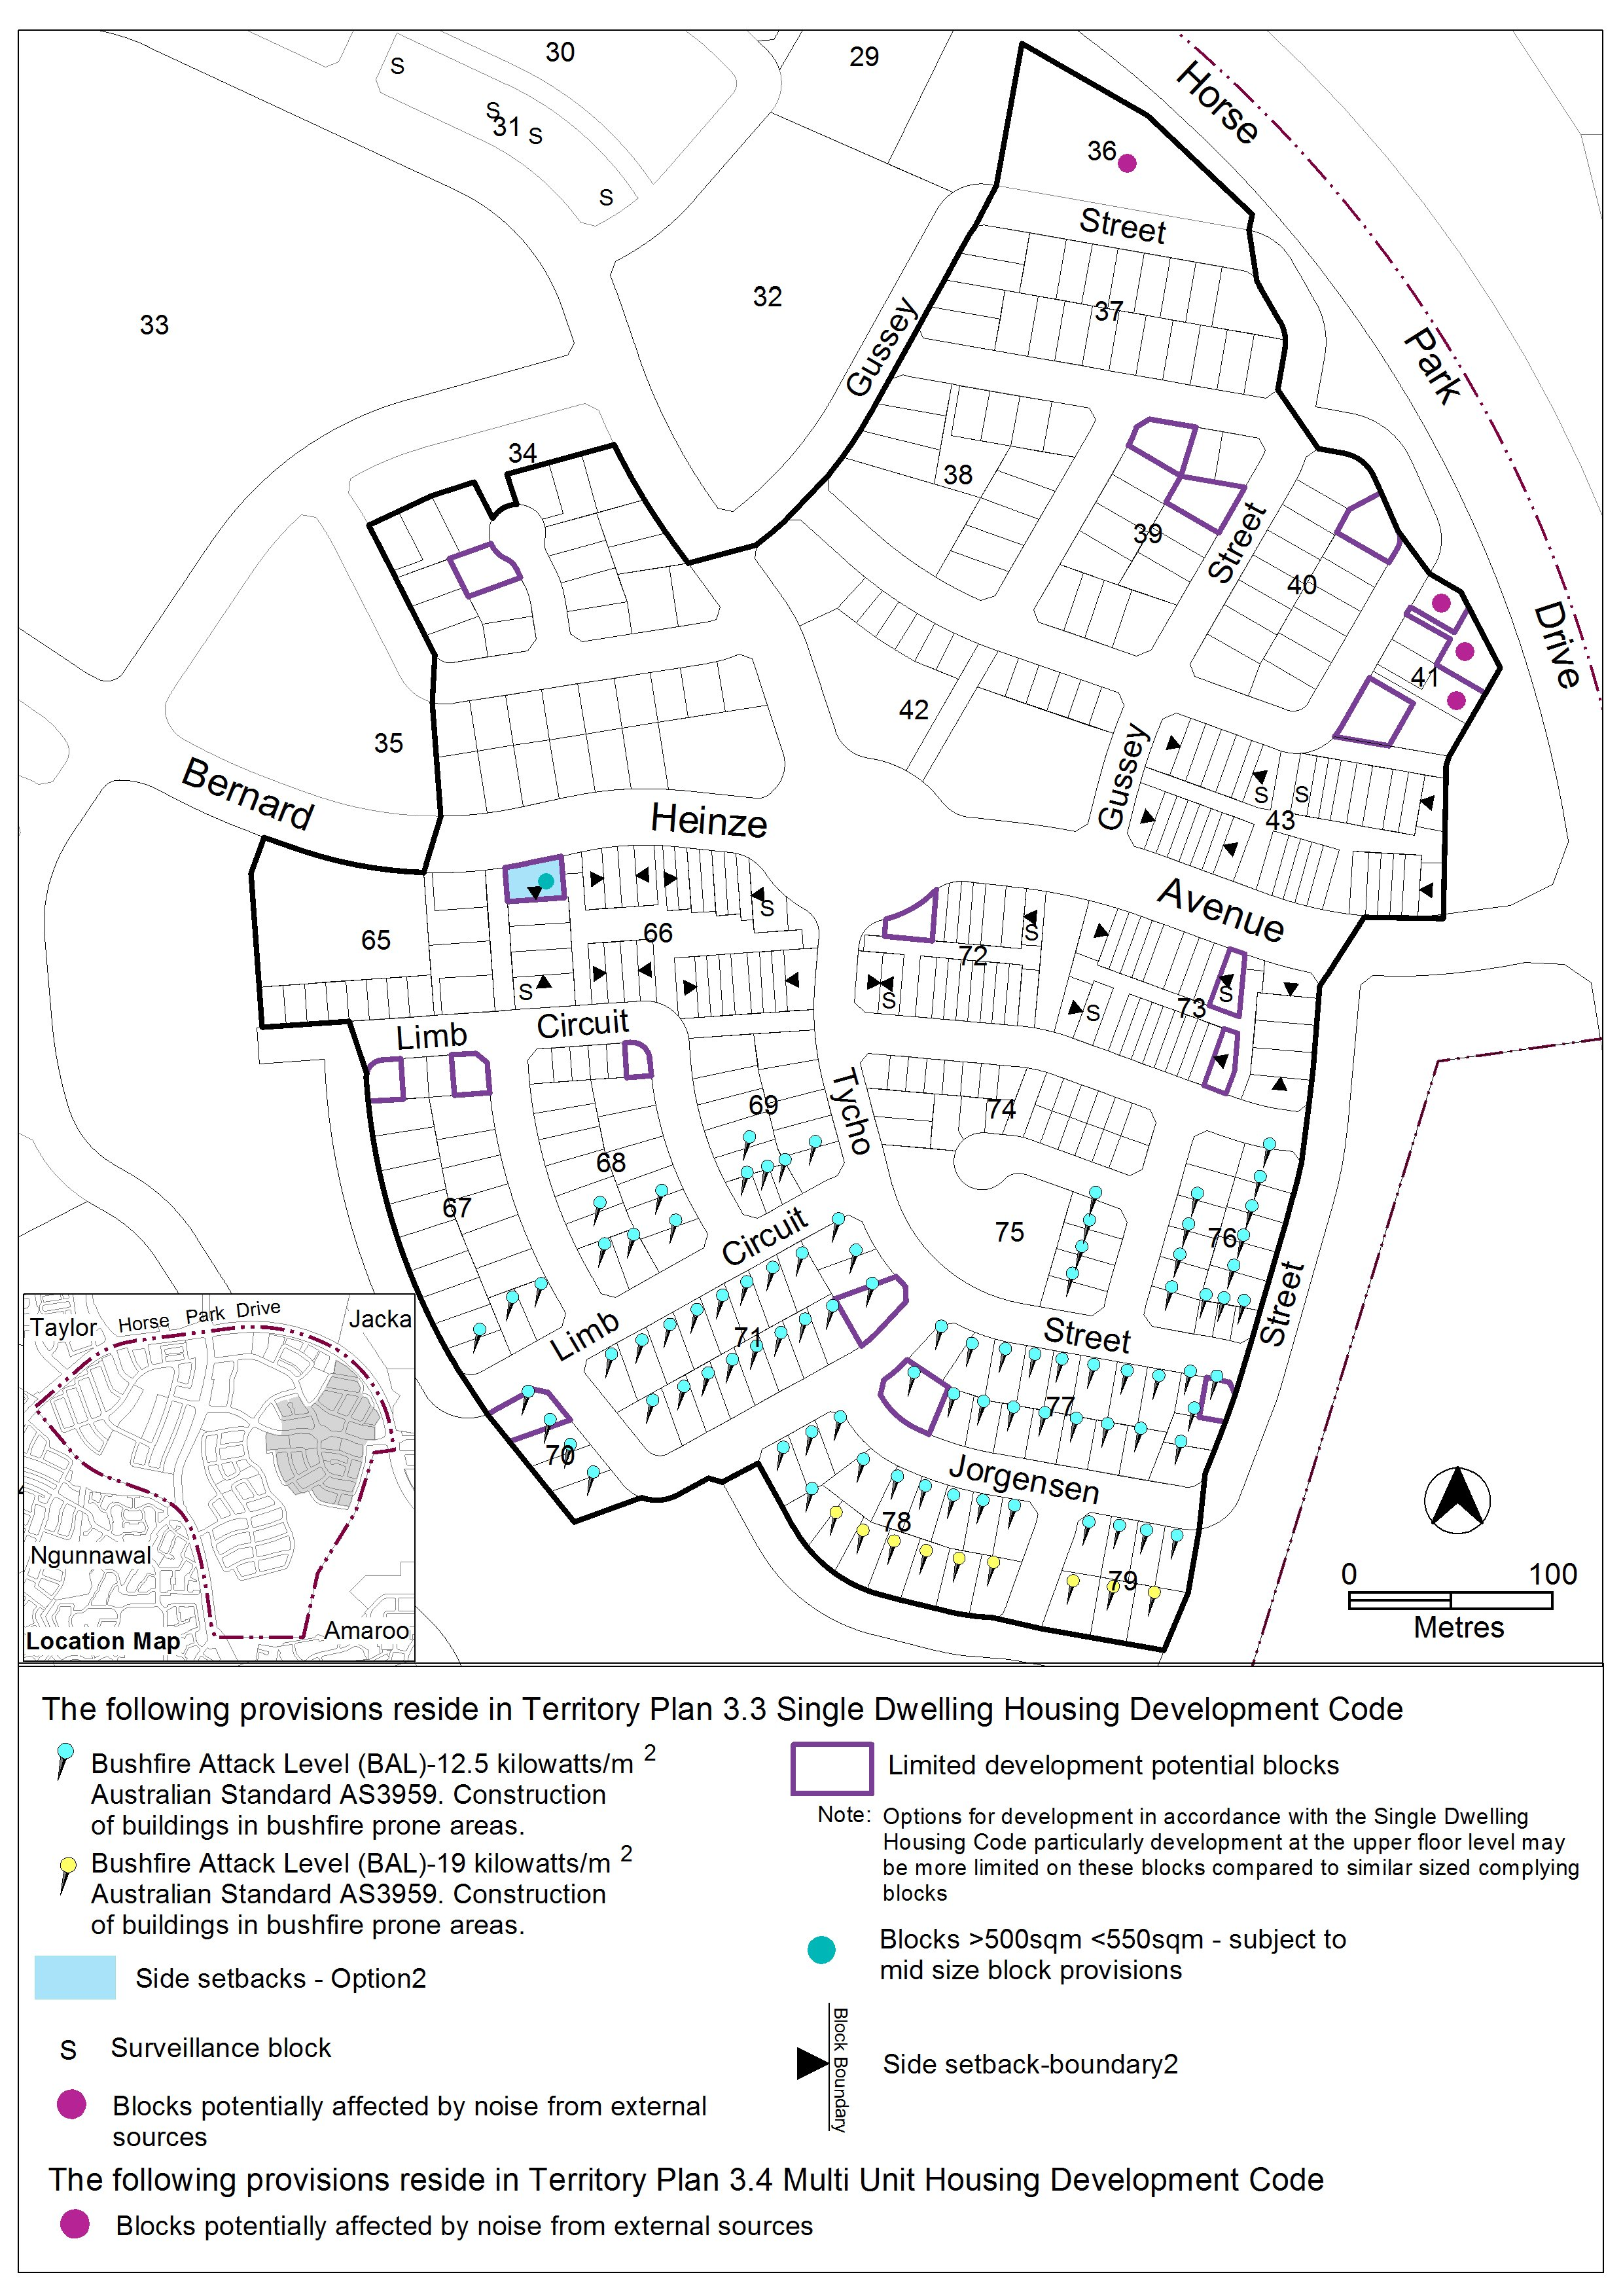 30
29
S
S
31
S
S
Horse
36
Street
33
32
37
Gussey
Park
34
38
39
Street
40
Drive
41
42
35
Gussey
Bernard
Heinze
S
S
43
Avenue
S
65
66
72
S
S
S
73
S
S
Limb
Circuit
Tycho
69
74
68
67
75
76
Circuit
Limb
71
Street
Street
77
70
Jorgensen
78
79
Taylor
Horse Park Drive
Jacka
Ngunnawal
Amaroo
Location Map
0 100
Metres
The following provisions reside in Territory Plan 3.3 Single Dwelling Housing Development Code
Bushfire Attack Level (BAL)-12.5 kilowatts/m 2
Australian Standard AS3959. Construction
of buildings in bushfire prone areas.
Bushfire Attack Level (BAL)-19 kilowatts/m 2
Australian Standard AS3959. Construction
of buildings in bushfire prone areas.
Side setbacks - Option2
S Surveillance block
Blocks potentially affected by noise from external
sources
Limited development potential blocks
Note: Options for development in accordance with the Single Dwelling
Housing Code particularly development at the upper floor level may
be more limited on these blocks compared to similar sized complying
blocks
Blocks >500sqm <550sqm - subject to
mid size block provisions
Block Boundary
Side setback-boundary2
The following provisions reside in Territory Plan 3.4 Multi Unit Housing Development Code
Blocks potentially affected by noise from external sources